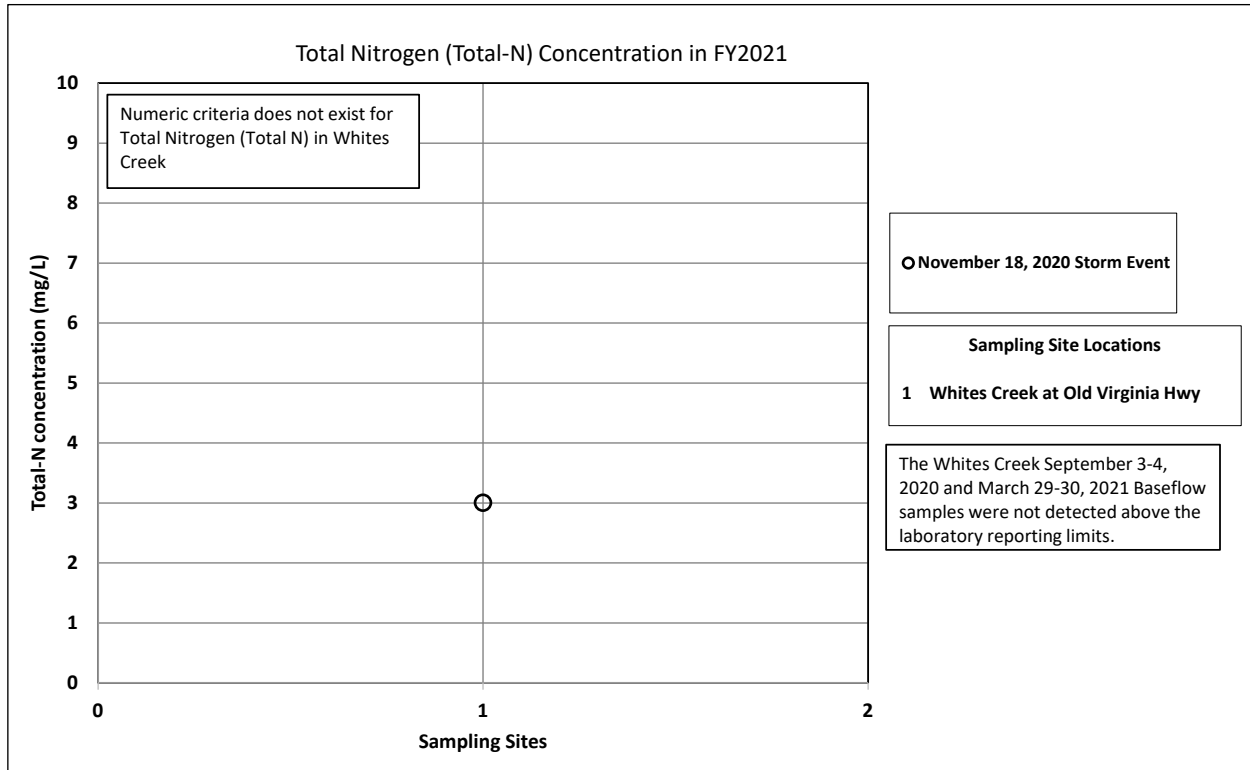 Total Nitrogen (Total-N) Concentration in FY2021
10
9
8
7
6
5
4
3
2
1
0
Total-N concentration (mg/L)
Numeric criteria does not exist for
Total Nitrogen (Total N) in Whites
Creek
0
1
2
Sampling Sites
November 18, 2020 Storm Event
Sampling Site Locations
1 Whites Creek at Old Virginia Hwy
The Whites Creek September 3-4,
2020 and March 29-30, 2021 Baseflow
samples were not detected above the
laboratory reporting limits.